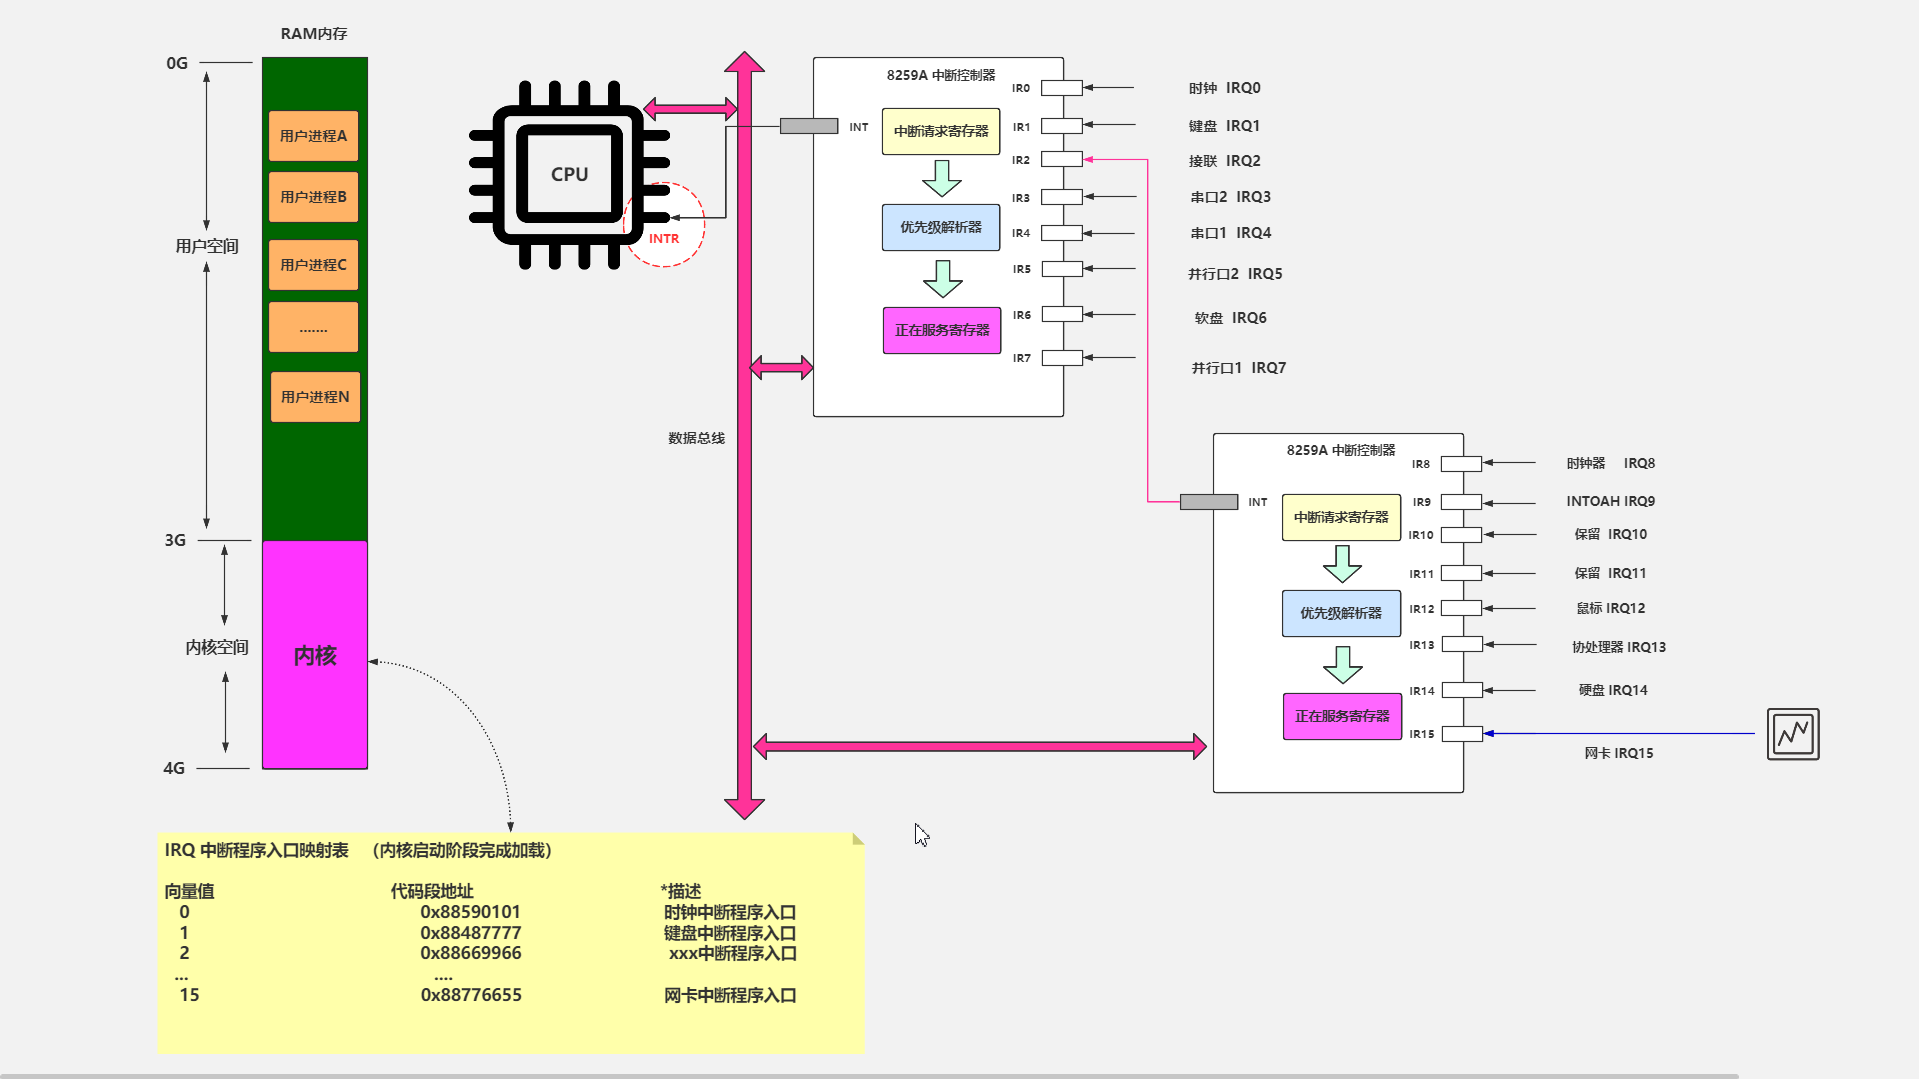 RAM内存
0G
用户进程A
用户进程B
用户空间
用户进程C
.......
用户进程N
3G
内核空间
内核
4G
CPU
INTR
数据总线
8259A 中断控制器
INT
中断请求寄存器
优先级解析器
正在服务寄存器
IR0
时钟 IRQ0
IR1
键盘 IRQ1
IR2
接联 IRQ2
IR3
串口2 IRQ3
IR4
串口1 IRQ4
IR5
并行口2 IRQ5
IR6
软盘 IRQ6
IR7
并行口1 IRQ7
8259A 中断控制器
INT
中断请求寄存器
优先级解析器
正在服务寄存器
IR8
时钟器 IRQ8
IR9
INTOAH IRQ9
IR10
保留 IRQ10
IR11
保留 IRQ11
IR12
鼠标 IRQ12
IR13
协处理器 IRQ13
IR14
硬盘 IRQ14
IR15
网卡 IRQ15
IRQ 中断程序入口映射表 （内核启动阶段完成加载）
向量值 代码段地址 *描述
0 0x88590101 时钟中断程序入口
1 0x88487777 键盘中断程序入口
2 0x88669966 xxx中断程序入口
... ....
15 0x88776655 网卡中断程序入口